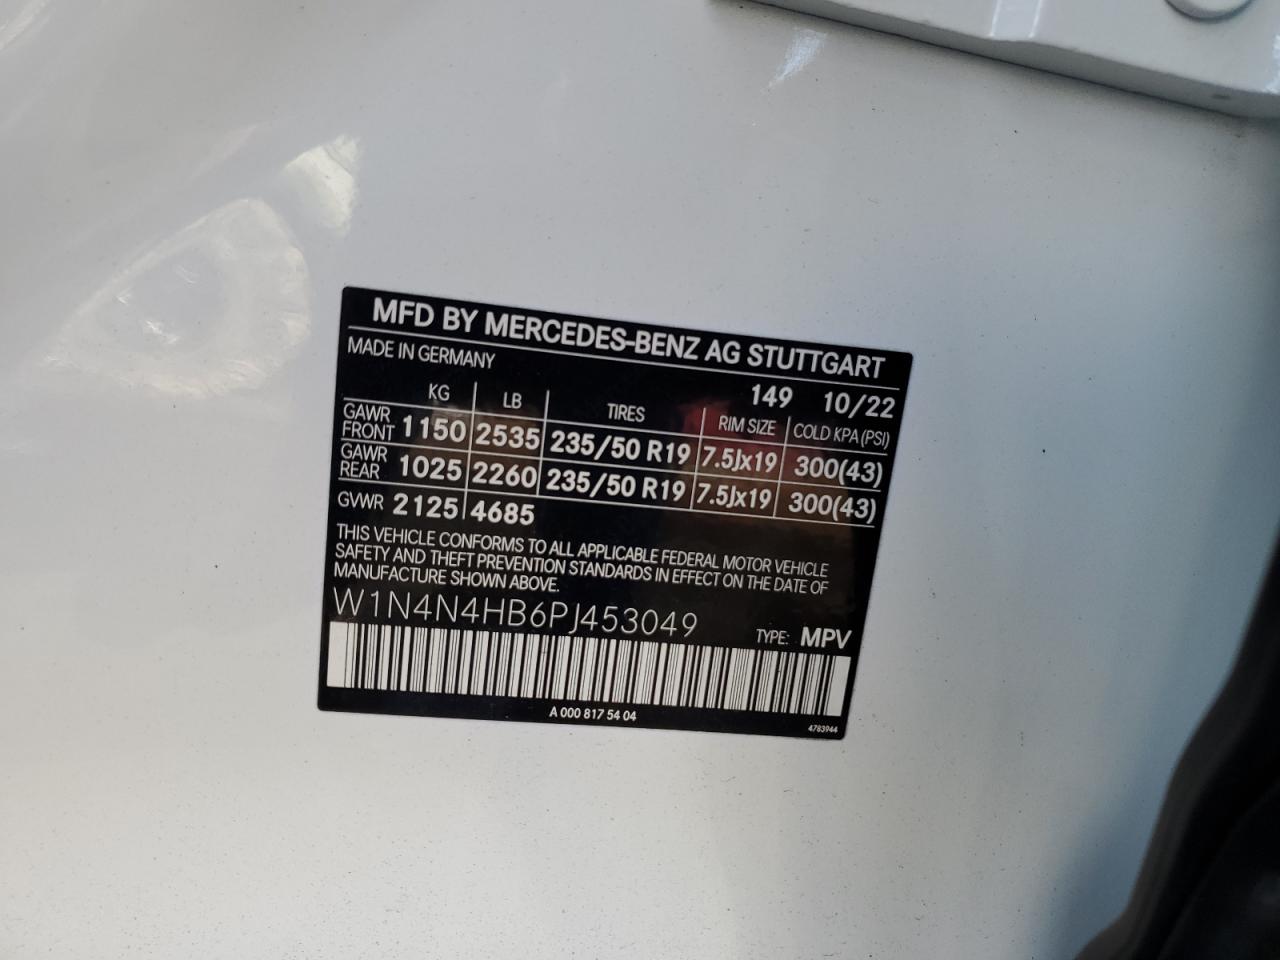 MFD BY MERCEDES-BENZ AG STUTTGART
MADE IN GERMANY
149 10/22
KG LB TIRES RIM SIZE COLD KPA (PSI)
GAWR FRONT 1150 2535 235/50 R19 7.5Jx19 300(43)
GAWR REAR 1025 2260 235/50 R19 7.5Jx19 300(43)
GVWR 2125 4685
THIS VEHICLE CONFORMS TO ALL APPLICABLE FEDERAL MOTOR VEHICLE
SAFETY AND THEFT PREVENTION STANDARDS IN EFFECT ON THE DATE OF
MANUFACTURE SHOWN ABOVE.
W1N4N4HB6PJ453049 TYPE: MPV
A 000 817 54 04
4783944